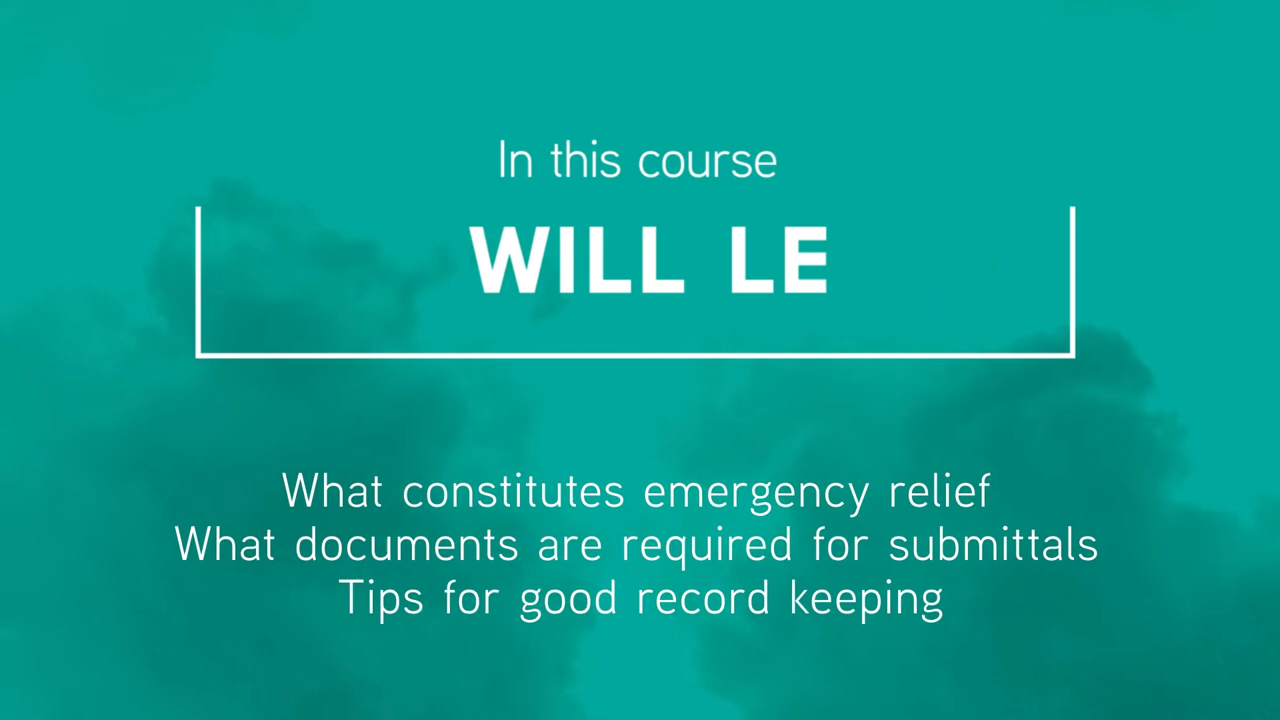 In this course
WILL LE
What constitutes emergency relief
What documents are required for submittals
Tips for good record keeping